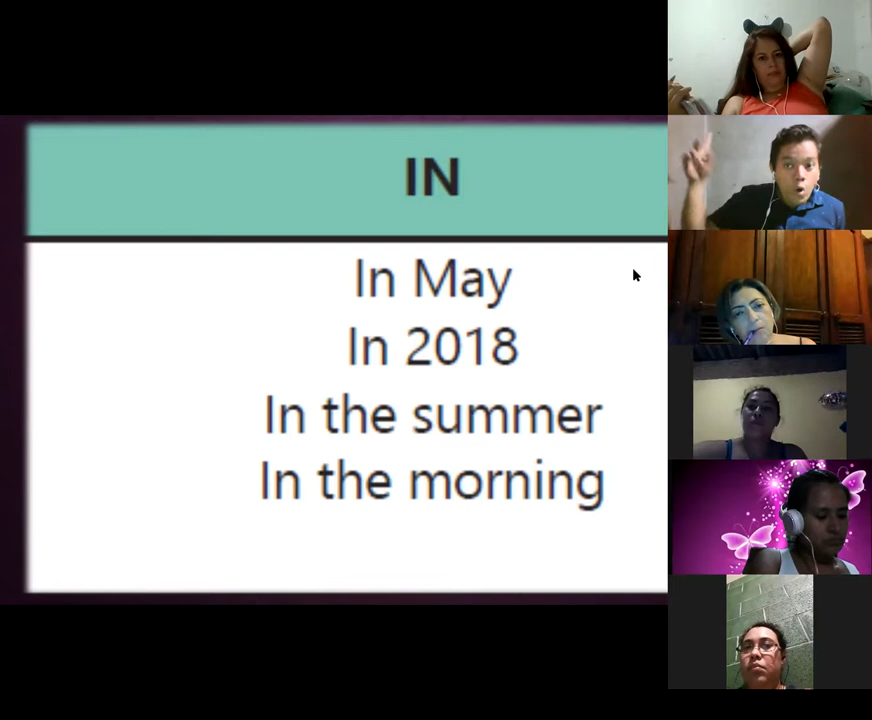 IN
In May
In 2018
In the summer
In the morning